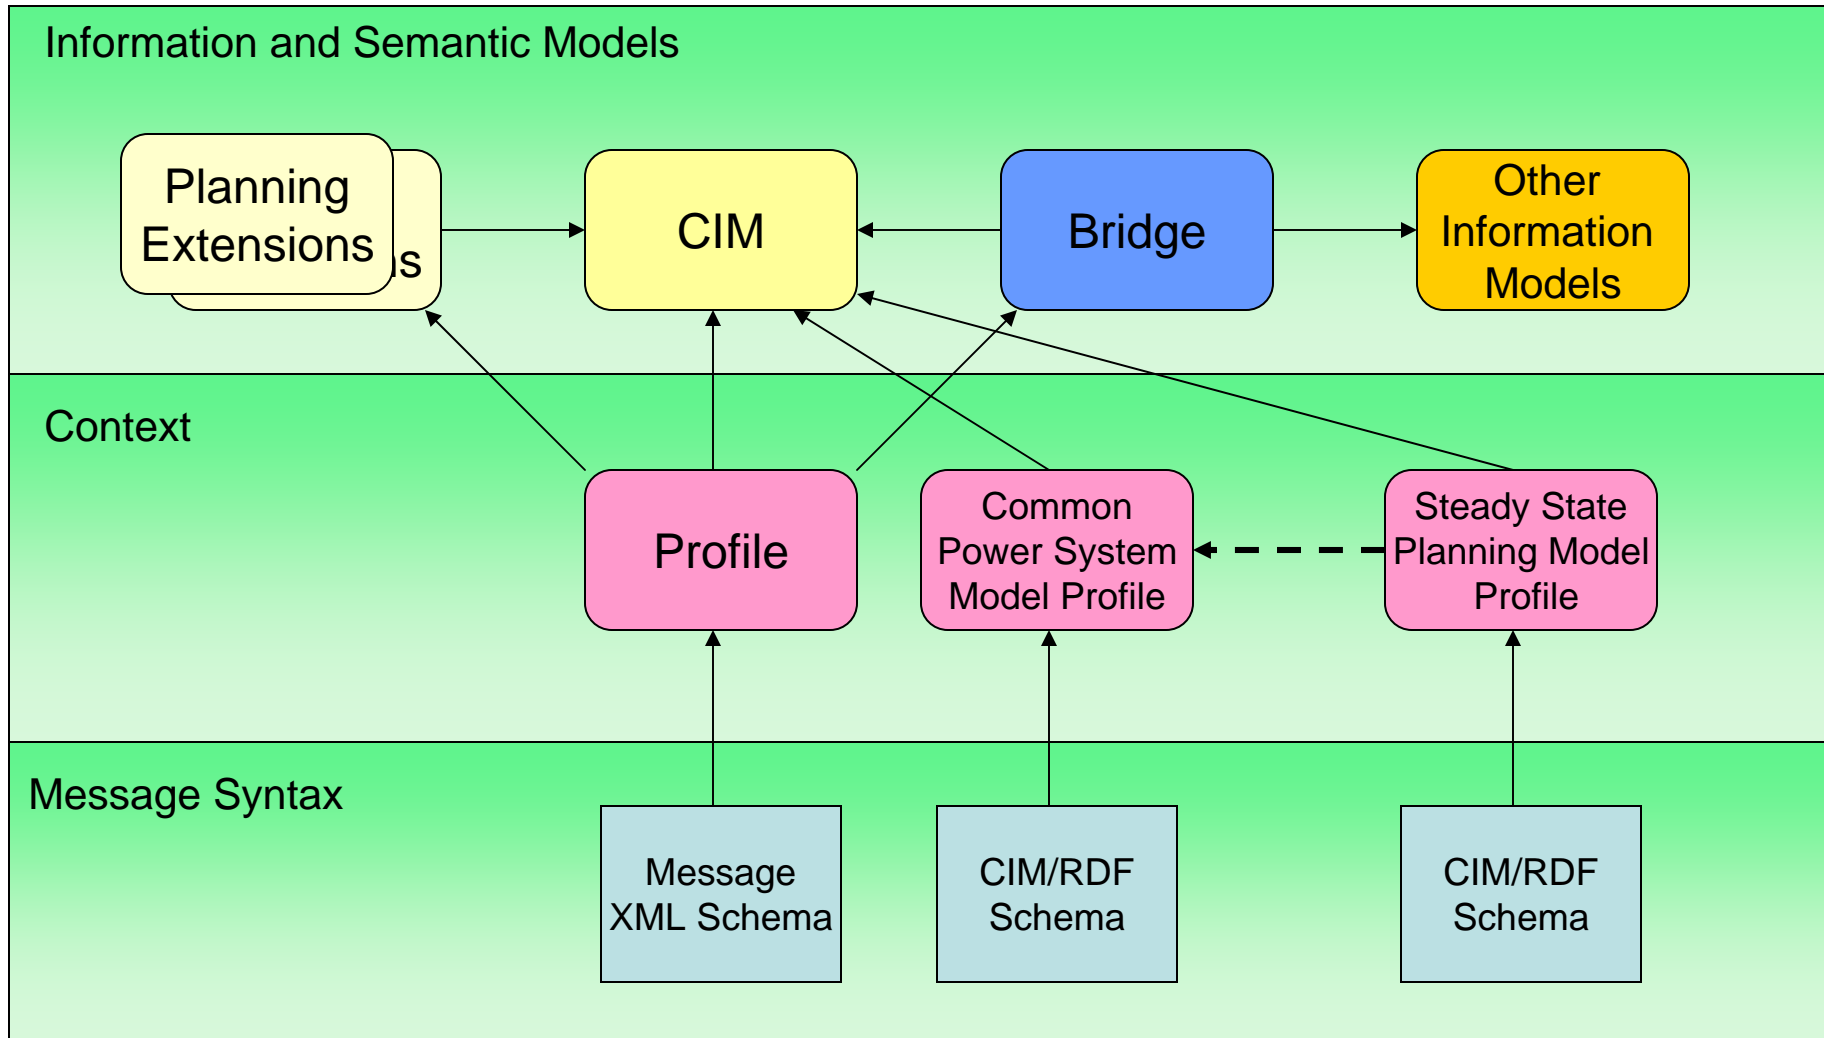 Information and Semantic Models
Planning
Extensions
CIM
Bridge
Other
Information
Models
Context
Profile
Common
Power System
Model Profile
Steady State
Planning Model
Profile
Message Syntax
Message
XML Schema
CIM/RDF
Schema
CIM/RDF
Schema